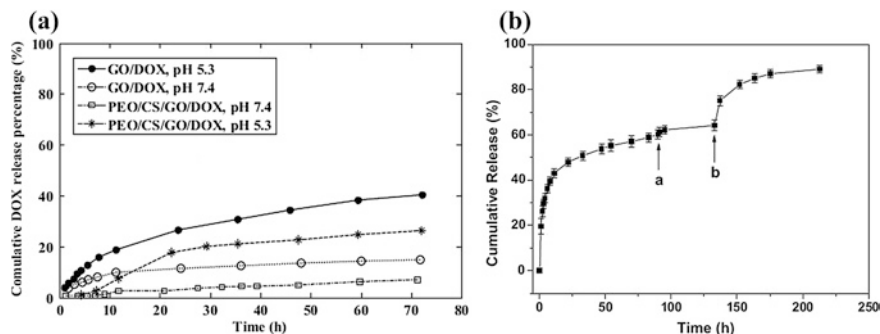 (a)
Comulative DOX release percentage (%)
100
80
60
40
20
0
GO/DOX, pH 5.3
GO/DOX, pH 7.4
PEO/CS/GO/DOX, pH 7.4
PEO/CS/GO/DOX, pH 5.3
0 10 20 30 40 50 60 70 80
Time (h)
(b)
Cumulative Release (%)
100
80
60
40
20
0
a
b
0 50 100 150 200 250
Time (h)